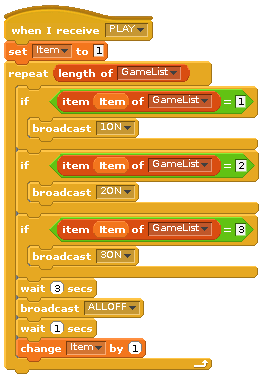 when I receive PLAY
set Item to 1
repeat length of GameList
if item Item of GameList = 1
broadcast 1ON
if item Item of GameList = 2
broadcast 2ON
if item Item of GameList = 3
broadcast 3ON
wait 3 secs
broadcast ALLOFF
wait 1 secs
change Item by 1